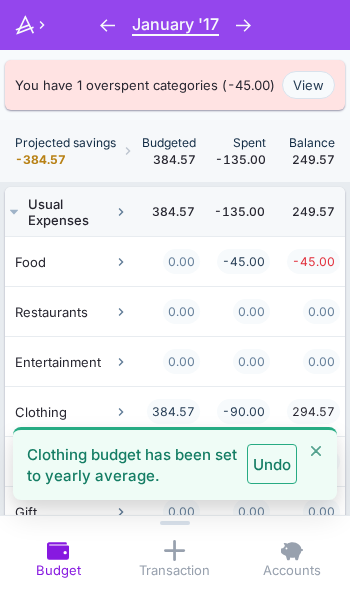 January '17
You have 1 overspent categories (-45.00) View
Projected savings Budgeted Spent Balance
-384.57 384.57 -135.00 249.57
Usual
Expenses 384.57 -135.00 249.57
Food 0.00 -45.00 -45.00
Restaurants 0.00 0.00 0.00
Entertainment 0.00 0.00 0.00
Clothing 384.57 -90.00 294.57
Clothing budget has been set
to yearly average. Undo
Gift 0.00 0.00 0.00
Budget Transaction Accounts